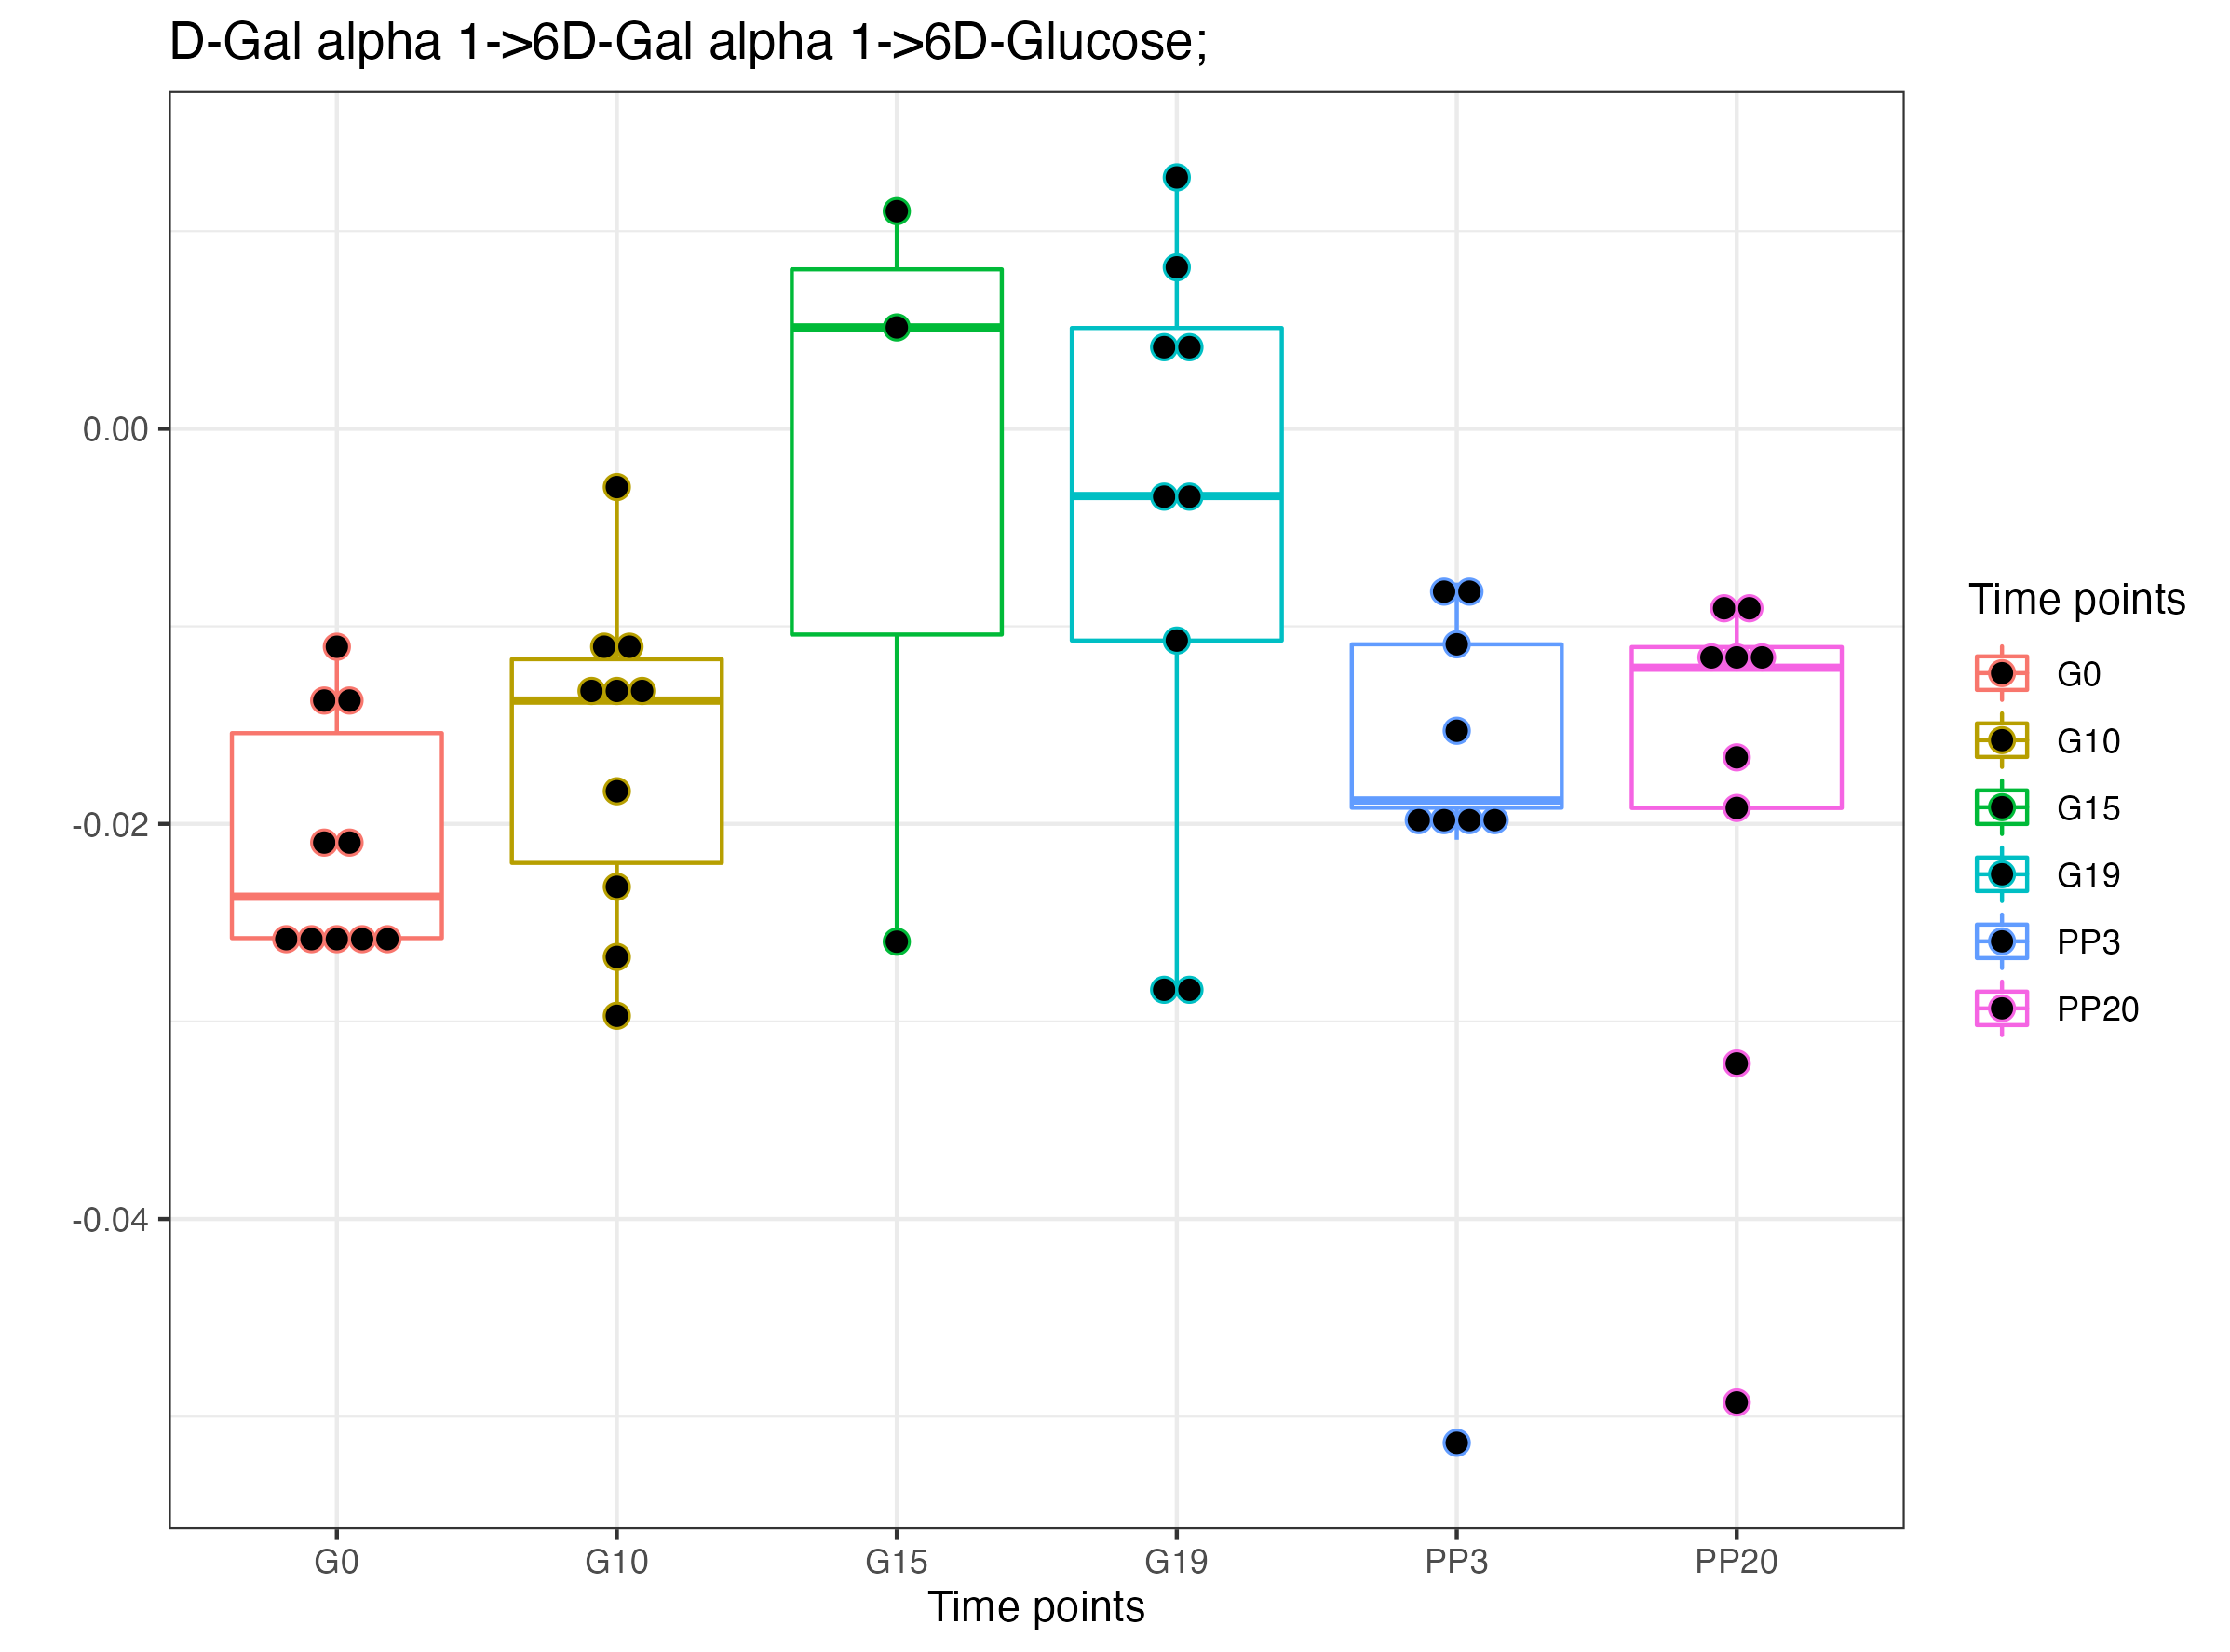 D-Gal alpha 1->6D-Gal alpha 1->6D-Glucose;
0.00
-0.02
-0.04
G0
G10
G15
G19
PP3
PP20
Time points
Time points
G0
G10
G15
G19
PP3
PP20